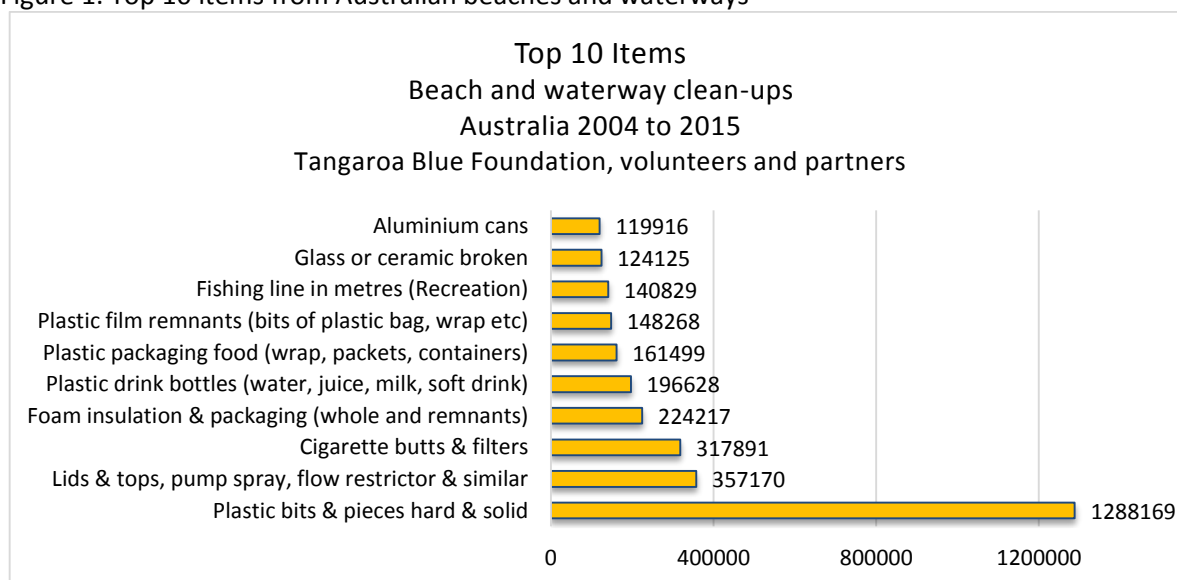 Figure 1. Top 10 items from Australian beaches and waterways
Top 10 Items
Beach and waterway clean-ups
Australia 2004 to 2015
Tangaroa Blue Foundation, volunteers and partners
Aluminium cans 119916
Glass or ceramic broken 124125
Fishing line in metres (Recreation) 140829
Plastic film remnants (bits of plastic bag, wrap etc) 148268
Plastic packaging food (wrap, packets, containers) 161499
Plastic drink bottles (water, juice, milk, soft drink) 196628
Foam insulation & packaging (whole and remnants) 224217
Cigarette butts & filters 317891
Lids & tops, pump spray, flow restrictor & similar 357170
Plastic bits & pieces hard & solid 1288169
0 400000 800000 1200000